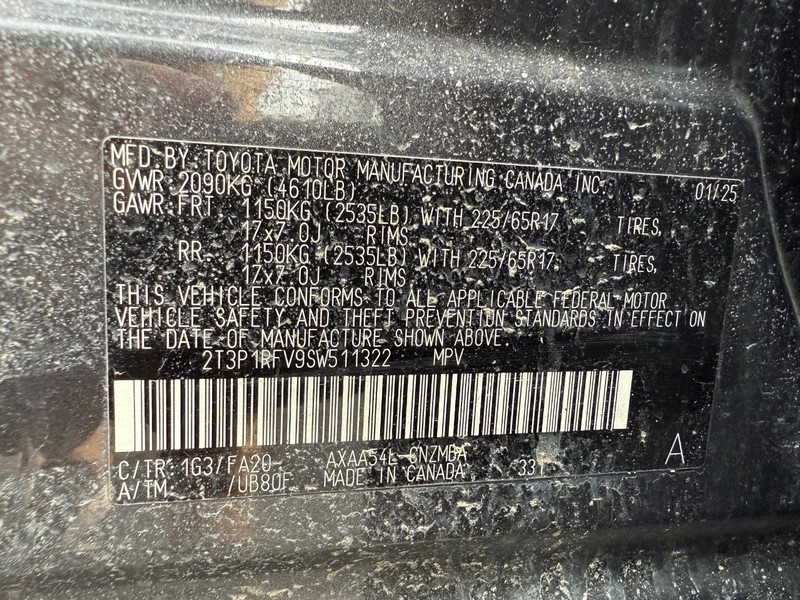 MFD.BY:TOYOTA MOTOR MANUFACTURING CANADA INC. 01/25
GVWR:2090KG (4610LB)
GAWR:FRT. 1150KG (2535LB) WITH 225/65R17 TIRES,
17x7.0J RIMS
RR. 1150KG (2535LB) WITH 225/65R17 TIRES,
17x7.0J RIMS
THIS VEHICLE CONFORMS TO ALL APPLICABLE FEDERAL MOTOR
VEHICLE SAFETY AND THEFT PREVENTION STANDARDS IN EFFECT ON
THE DATE OF MANUFACTURE SHOWN ABOVE.
2T3P1RFV9SW511322 MPV
C/TR:1G3/FA20 AXAA54L-CNZMBA 331 A
A/TM: /UB80F MADE IN CANADA